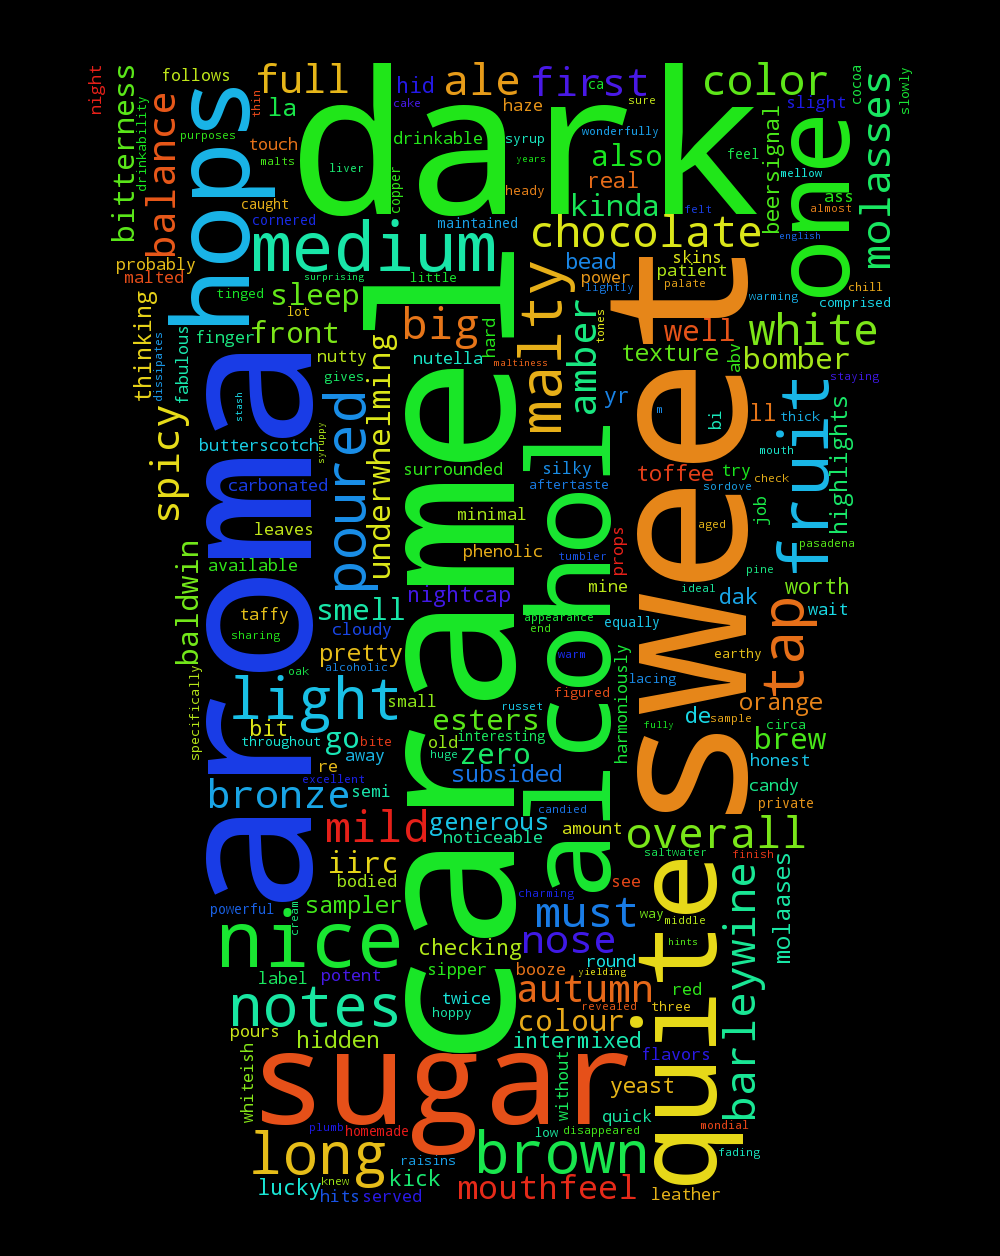 night
bitterness
follows
full
dark
hid
ale
first
ca
color
cocoa
slowly
molasses
drinkability
balance
purposes
hops
thin
la
cake
haze
sure
slight
one
touch
malts
drinkable
syrup
wonderfully
also
feel
beersignal
liver
copper
years
real
mellow
caught
heady
kinda
felt
ass
almost
cornered
maintained
chocolate
english
probably
medium
skins
malted
surprising
little
bead
power
patient
palate
chill
tinged
sleep
lightly
warming
comprised
thinking
lot
caramel
big
malty
amber
tones
sweet
well
white
dissipates
fabulous
finger
front
hard
texture
abv
bomber
nutty
nutella
maltiness
gives
underwhelming
staying
spicy
aroma
stash
poured
yr
m
bi
ll
thick
fruit
highlights
butterscotch
syruppy
alcohol
mouth
surrounded
silky
toffee
try
check
carbonated
aftertaste
sordove
minimal
job
leaves
aged
phenolic
props
pasadena
baldwin
available
tumbler
pine
nightcap
mine
ideal
worth
taffy
smell
dak
wait
sharing
cloudy
appearance
end
equally
tap
pretty
warm
earthy
specifically
oak
alcoholic
harmoniously
lacing
light
small
figured
orange
russet
de
sample
bit
esters
fully
circa
throughout
go
bite
old
interesting
brew
away
huge
zero
honest
re
excellent
subsided
bronze
semi
candied
candy
private
mild
generous
amount
overall
noticeable
iirc
saltwater
finish
bodied
see
quite
barleywine
molaases
charming
powerful
cream
sampler
must
way
middle
nice
checking
nose
hints
label
potent
sipper
booze
round
yielding
notes
twice
autumn
red
hoppy
revealed
three
pours
colour
hidden
intermixed
whiteish
sugar
without
flavors
yeast
quick
plumb
homemade
low
disappeared
mondial
long
raisins
brown
fading
lucky
knew
kick
hits
served
mouthfeel
leather